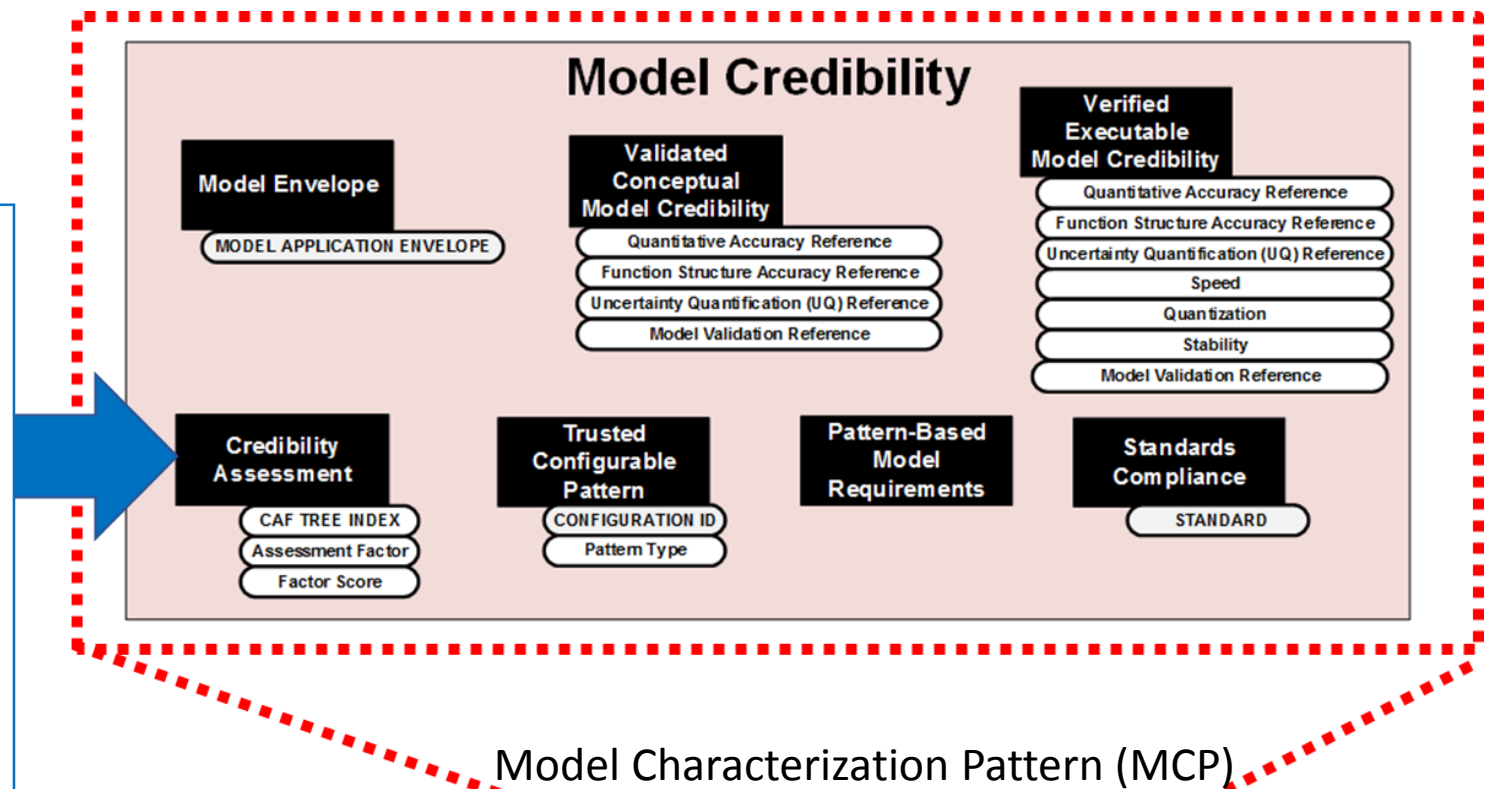 Model Credibility
Model Envelope
MODEL APPLICATION ENVELOPE
Validated
Conceptual
Model Credibility
Quantitative Accuracy Reference
Function Structure Accuracy Reference
Uncertainty Quantification (UQ) Reference
Model Validation Reference
Verified
Executable
Model Credibility
Quantitative Accuracy Reference
Function Structure Accuracy Reference
Uncertainty Quantification (UQ) Reference
Speed
Quantization
Stability
Model Validation Reference
Credibility
Assessment
CAF TREE INDEX
Assessment Factor
Factor Score
Trusted
Configurable
Pattern
CONFIGURATION ID
Pattern Type
Pattern-Based
Model
Requirements
Standards
Compliance
STANDARD
Model Characterization Pattern (MCP)